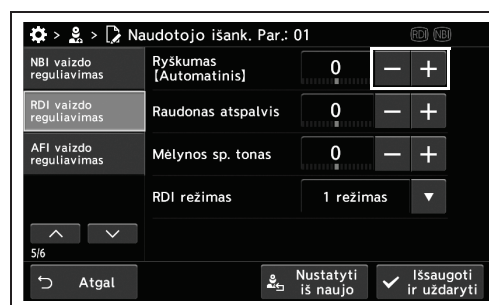 > > Naudotojo išank. Par.: 01 RDI NBI
NBI vaizdo
reguliavimas
RDI vaizdo
reguliavimas
AFI vaizdo
reguliavimas
5/6
Ryškumas
[Automatinis]
0 − +
Raudonas atspalvis 0 − +
Mėlynos sp. tonas 0 − +
RDI režimas 1 režimas
Atgal
Nustatyti
iš naujo
Išsaugoti
ir uždaryti